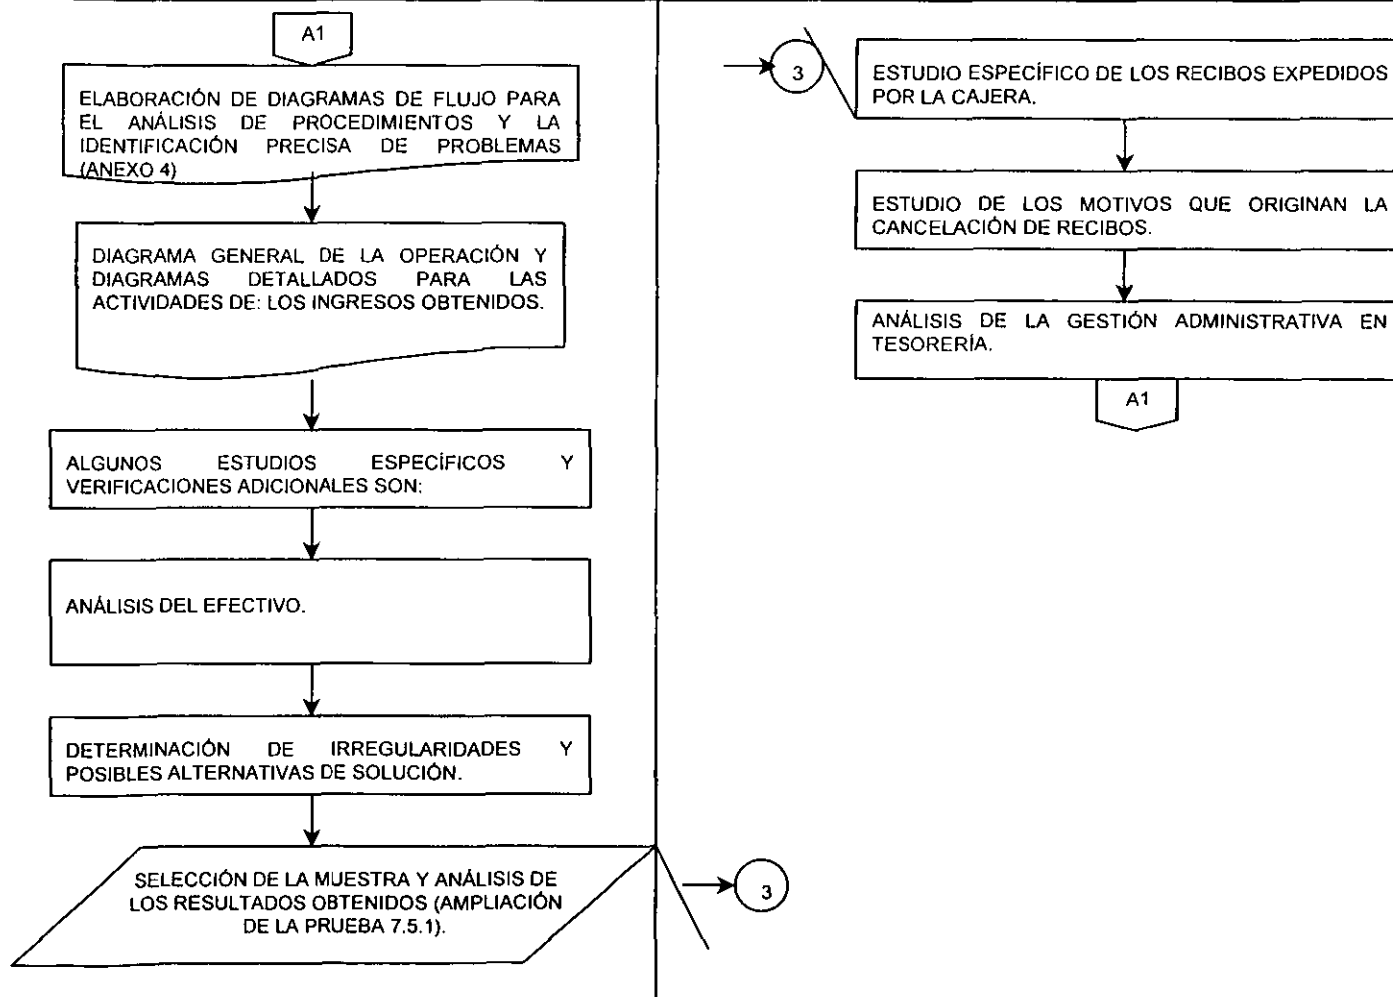 A1
ELABORACIÓN DE DIAGRAMAS DE FLUJO PARA
EL ANÁLISIS DE PROCEDIMIENTOS Y LA
IDENTIFICACIÓN PRECISA DE PROBLEMAS
(ANEXO 4)
DIAGRAMA GENERAL DE LA OPERACIÓN Y
DIAGRAMAS DETALLADOS PARA LAS
ACTIVIDADES DE: LOS INGRESOS OBTENIDOS.
ALGUNOS ESTUDIOS ESPECÍFICOS Y
VERIFICACIONES ADICIONALES SON:
ANÁLISIS DEL EFECTIVO.
DETERMINACIÓN DE IRREGULARIDADES Y
POSIBLES ALTERNATIVAS DE SOLUCIÓN.
SELECCIÓN DE LA MUESTRA Y ANÁLISIS DE
LOS RESULTADOS OBTENIDOS (AMPLIACIÓN
DE LA PRUEBA 7.5.1).
3
3
ESTUDIO ESPECÍFICO DE LOS RECIBOS EXPEDIDOS
POR LA CAJERA.
ESTUDIO DE LOS MOTIVOS QUE ORIGINAN LA
CANCELACIÓN DE RECIBOS.
ANÁLISIS DE LA GESTIÓN ADMINISTRATIVA EN
TESORERÍA.
A1